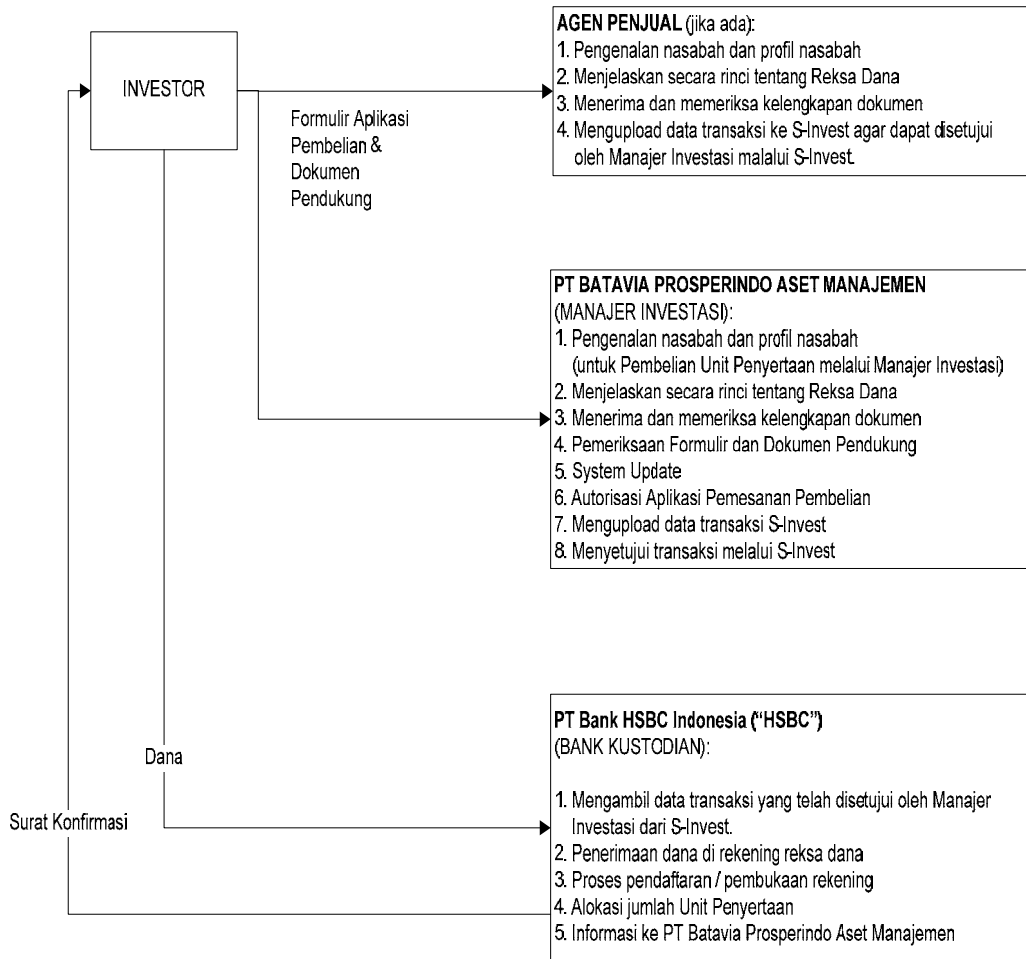 INVESTOR
Formulir Aplikasi
Pembelian &
Dokumen
Pendukung
AGEN PENJUAL (jika ada):
1. Pengenalan nasabah dan profil nasabah
2. Menjelaskan secara rinci tentang Reksa Dana
3. Menerima dan memeriksa kelengkapan dokumen
4. Mengupload data transaksi ke S-Invest agar dapat disetujui
oleh Manajer Investasi malalui S-Invest.
PT BATAVIA PROSPERINDO ASET MANAJEMEN
(MANAJER INVESTASI):
1. Pengenalan nasabah dan profil nasabah
(untuk Pembelian Unit Penyertaan melalui Manajer Investasi)
2. Menjelaskan secara rinci tentang Reksa Dana
3. Menerima dan memeriksa kelengkapan dokumen
4. Pemeriksaan Formulir dan Dokumen Pendukung
5. System Update
6. Autorisasi Aplikasi Pemesanan Pembelian
7. Mengupload data transaksi S-Invest
8. Menyetujui transaksi melalui S-Invest
Dana
Surat Konfirmasi
PT Bank HSBC Indonesia (“HSBC”)
(BANK KUSTODIAN):
1. Mengambil data transaksi yang telah disetujui oleh Manajer
Investasi dari S-Invest.
2. Penerimaan dana di rekening reksa dana
3. Proses pendaffaran / pembukaan rekening
4. Alokasi jumlah Unit Penyertaan
5. Informasi ke PT Batavia Prosperindo Aset Manajemen